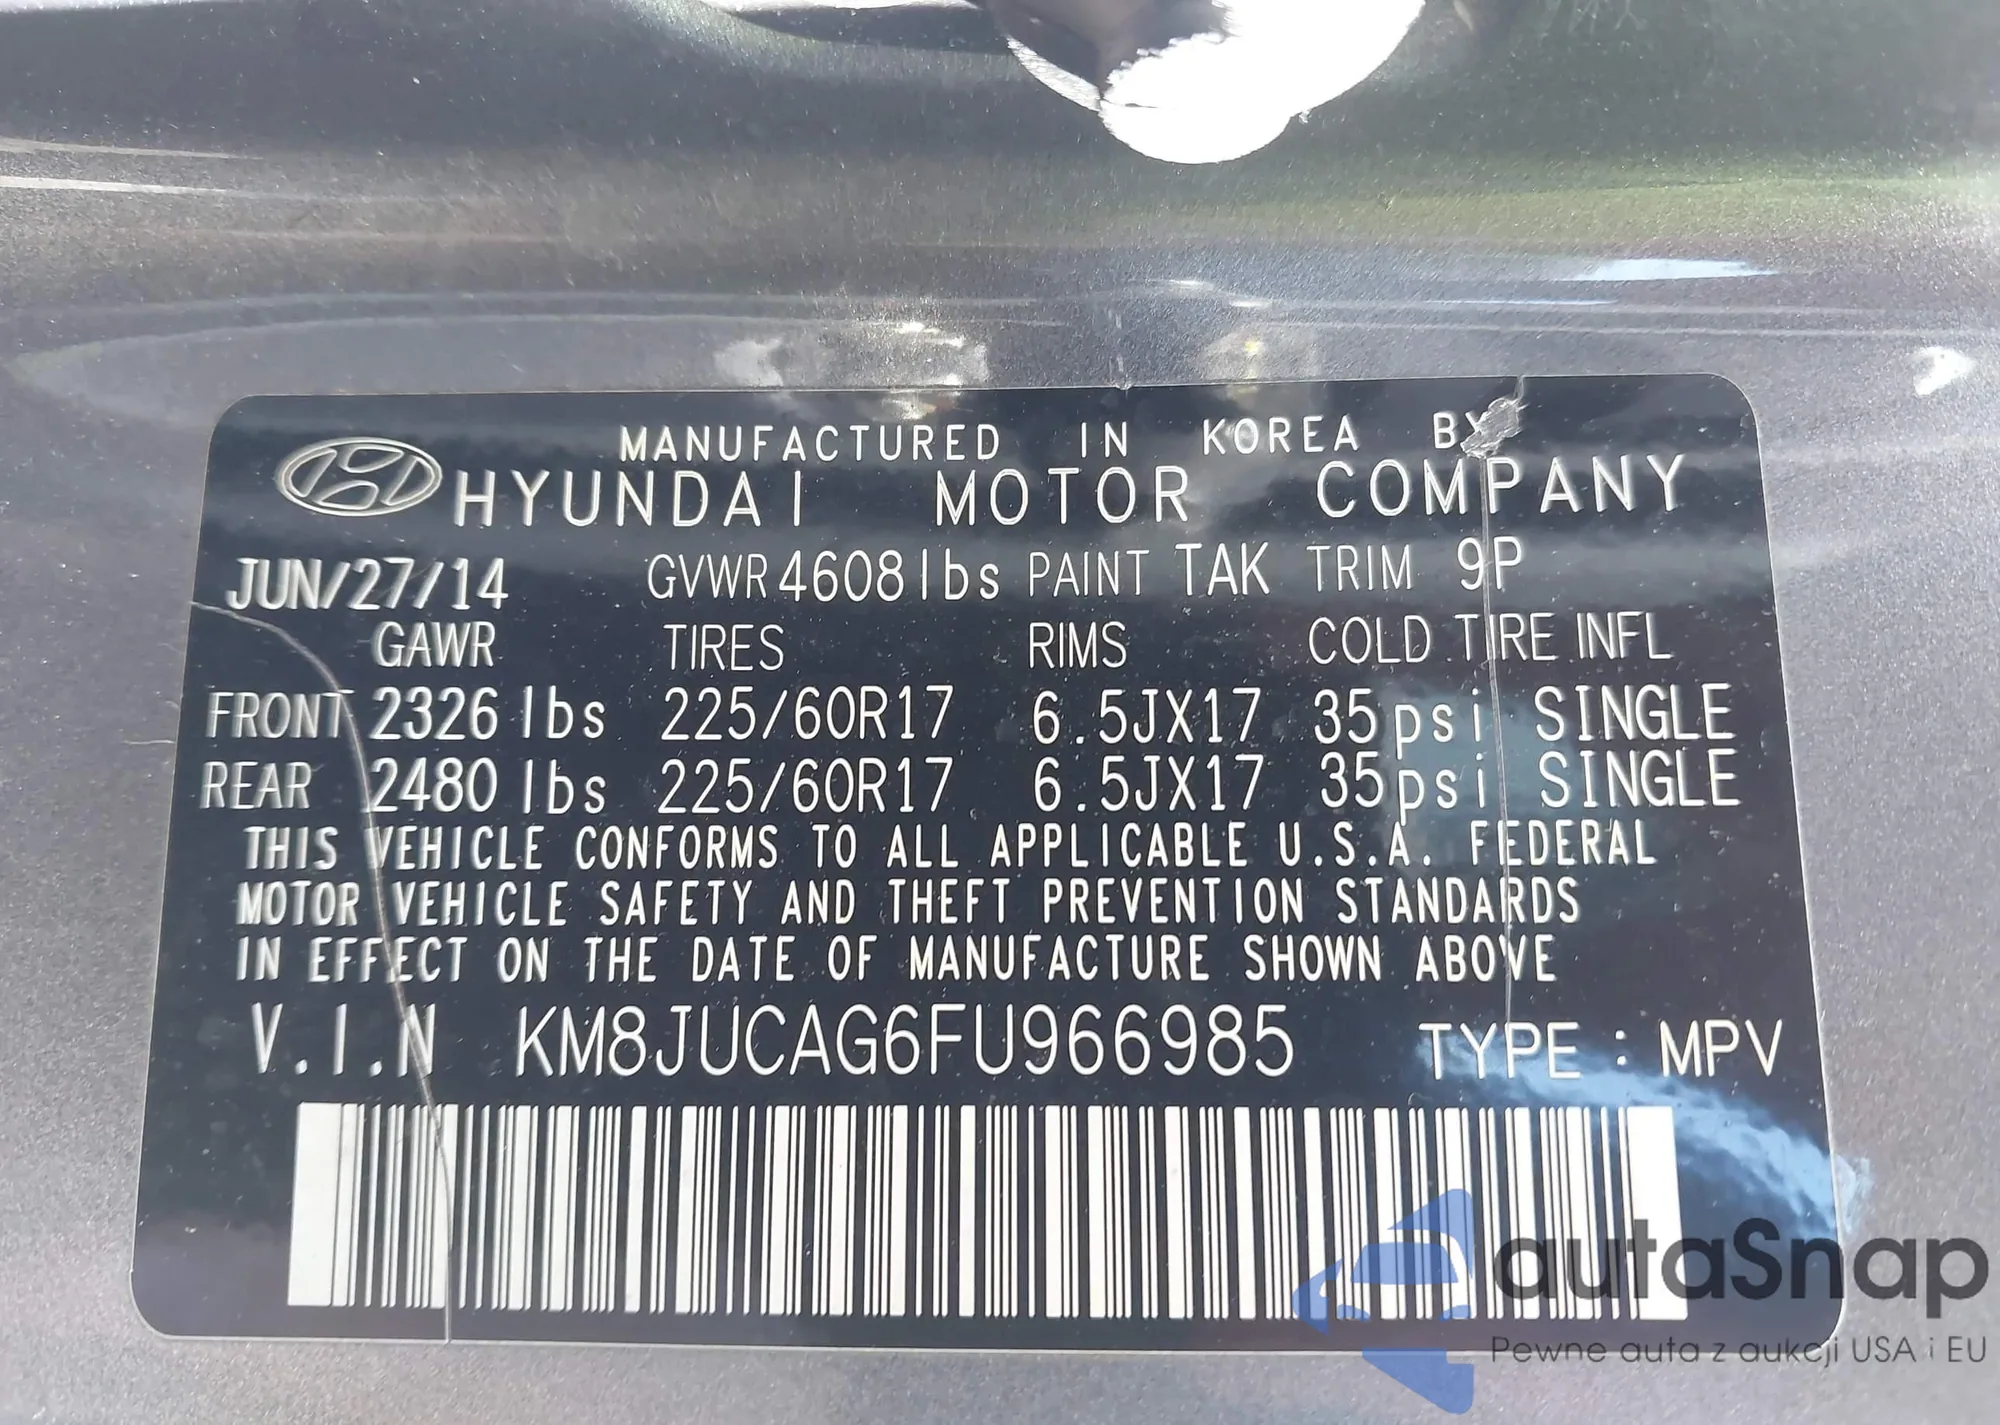 MANUFACTURED IN KOREA BY
HYUNDAI MOTOR COMPANY
JUN/27/14 GVWR 4608lbs PAINT TAK TRIM 9P
GAWR TIRES RIMS COLD TIRE INFL
FRONT 2326 lbs 225/60R17 6.5JX17 35psi SINGLE
REAR 2480 lbs 225/60R17 6.5JX17 35psi SINGLE
THIS VEHICLE CONFORMS TO ALL APPLICABLE U.S.A. FEDERAL
MOTOR VEHICLE SAFETY AND THEFT PREVENTION STANDARDS
IN EFFECT ON THE DATE OF MANUFACTURE SHOWN ABOVE
V.I.N KM8JUCAG6FU966985 TYPE : MPV
autaSnap
Pewne auta z aukcji USA i EU